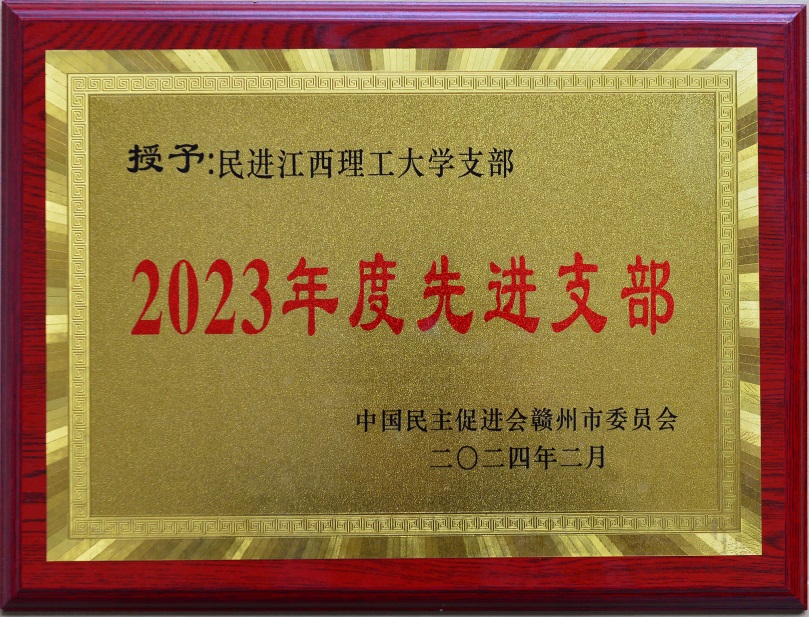 授予:民进江西理工大学支部
2023年度先进支部
中国民主促进会赣州市委员会
二〇二四年二月